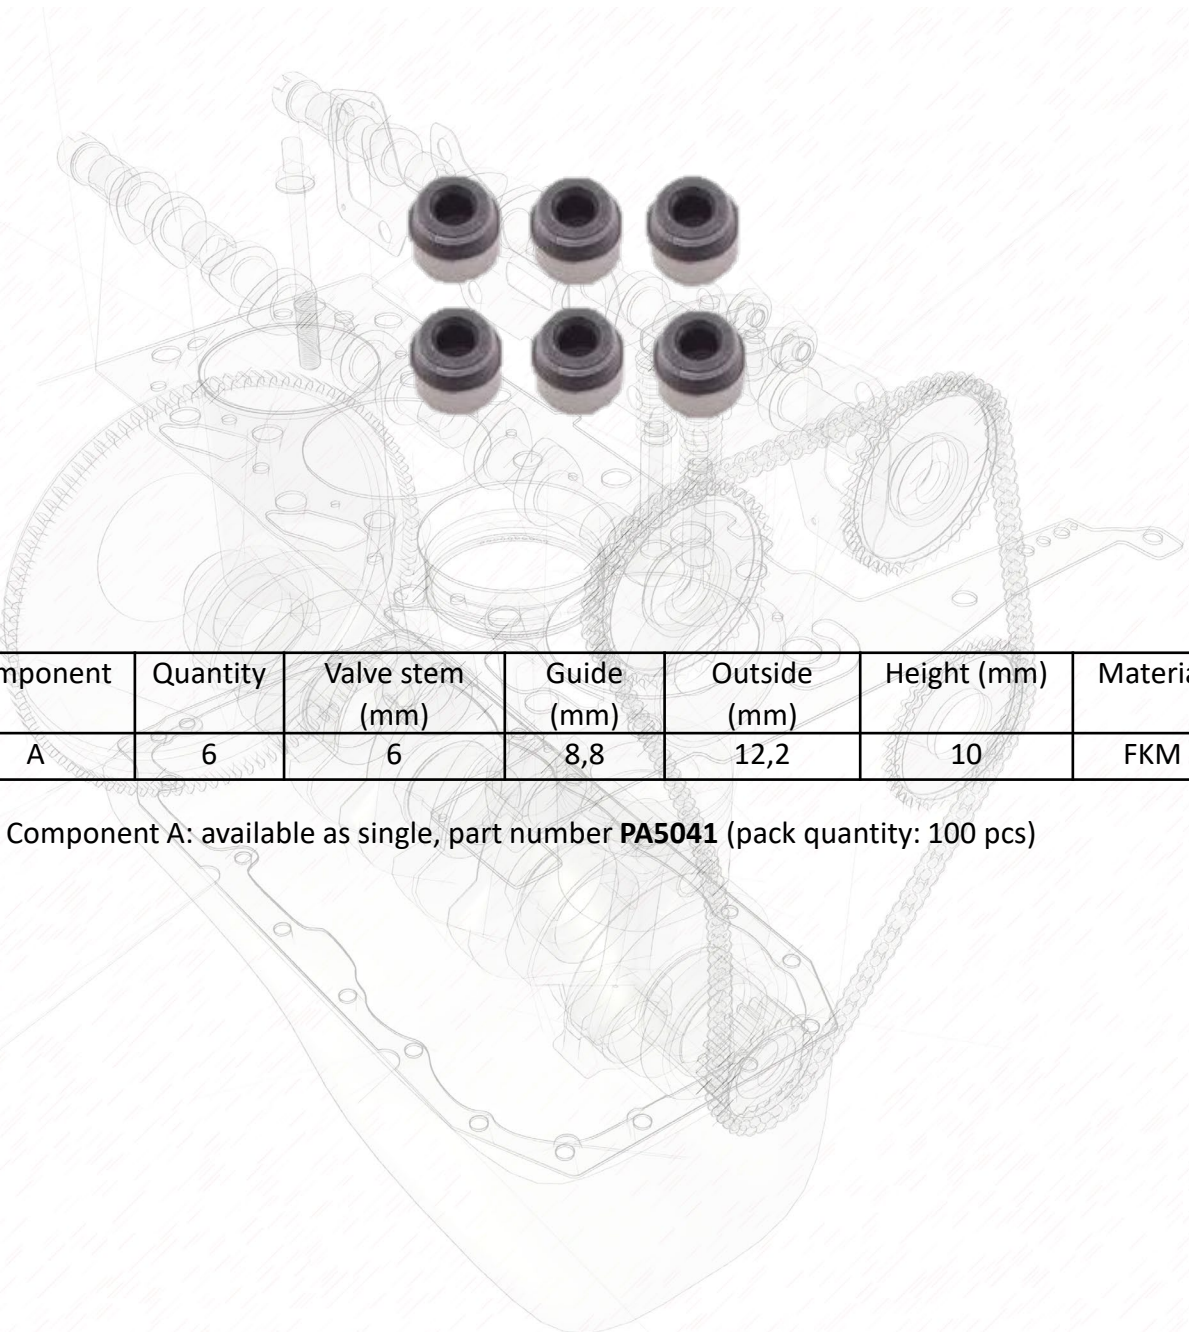 mponent Quantity Valve stem (mm) Guide (mm) Outside (mm) Height (mm) Materia
A 6 6 8,8 12,2 10 FKM
Component A: available as single, part number PA5041 (pack quantity: 100 pcs)